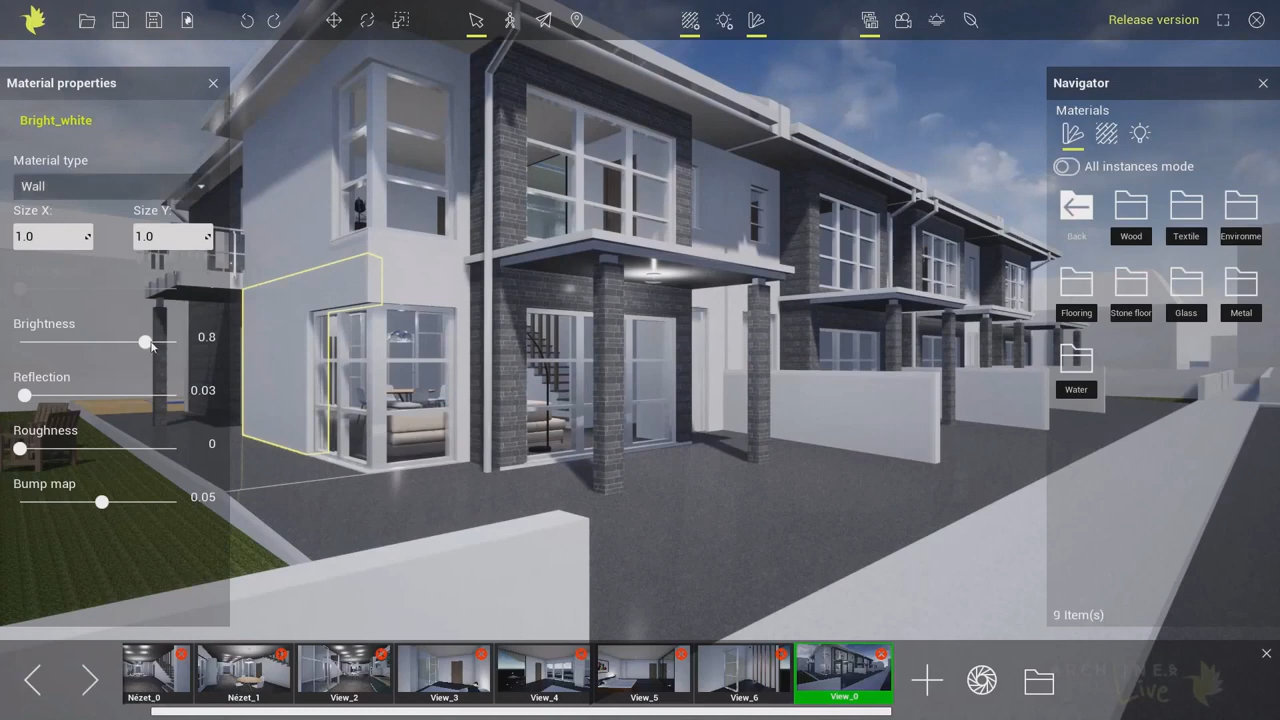 Release version
Material properties
Bright_white
Material type
Wall
Size X:
Size Y:
1.0
1.0
Brightness
0.8
Reflection
0.03
Roughness
0
Bump map
0.05
Navigator
Materials
All instances mode
Back
Wood
Textile
Environme
Flooring
Stone floor
Glass
Metal
Water
9 Item(s)
Nézet_0
Nézet_1
View_2
View_3
View_4
View_5
View_6
View_0
Live